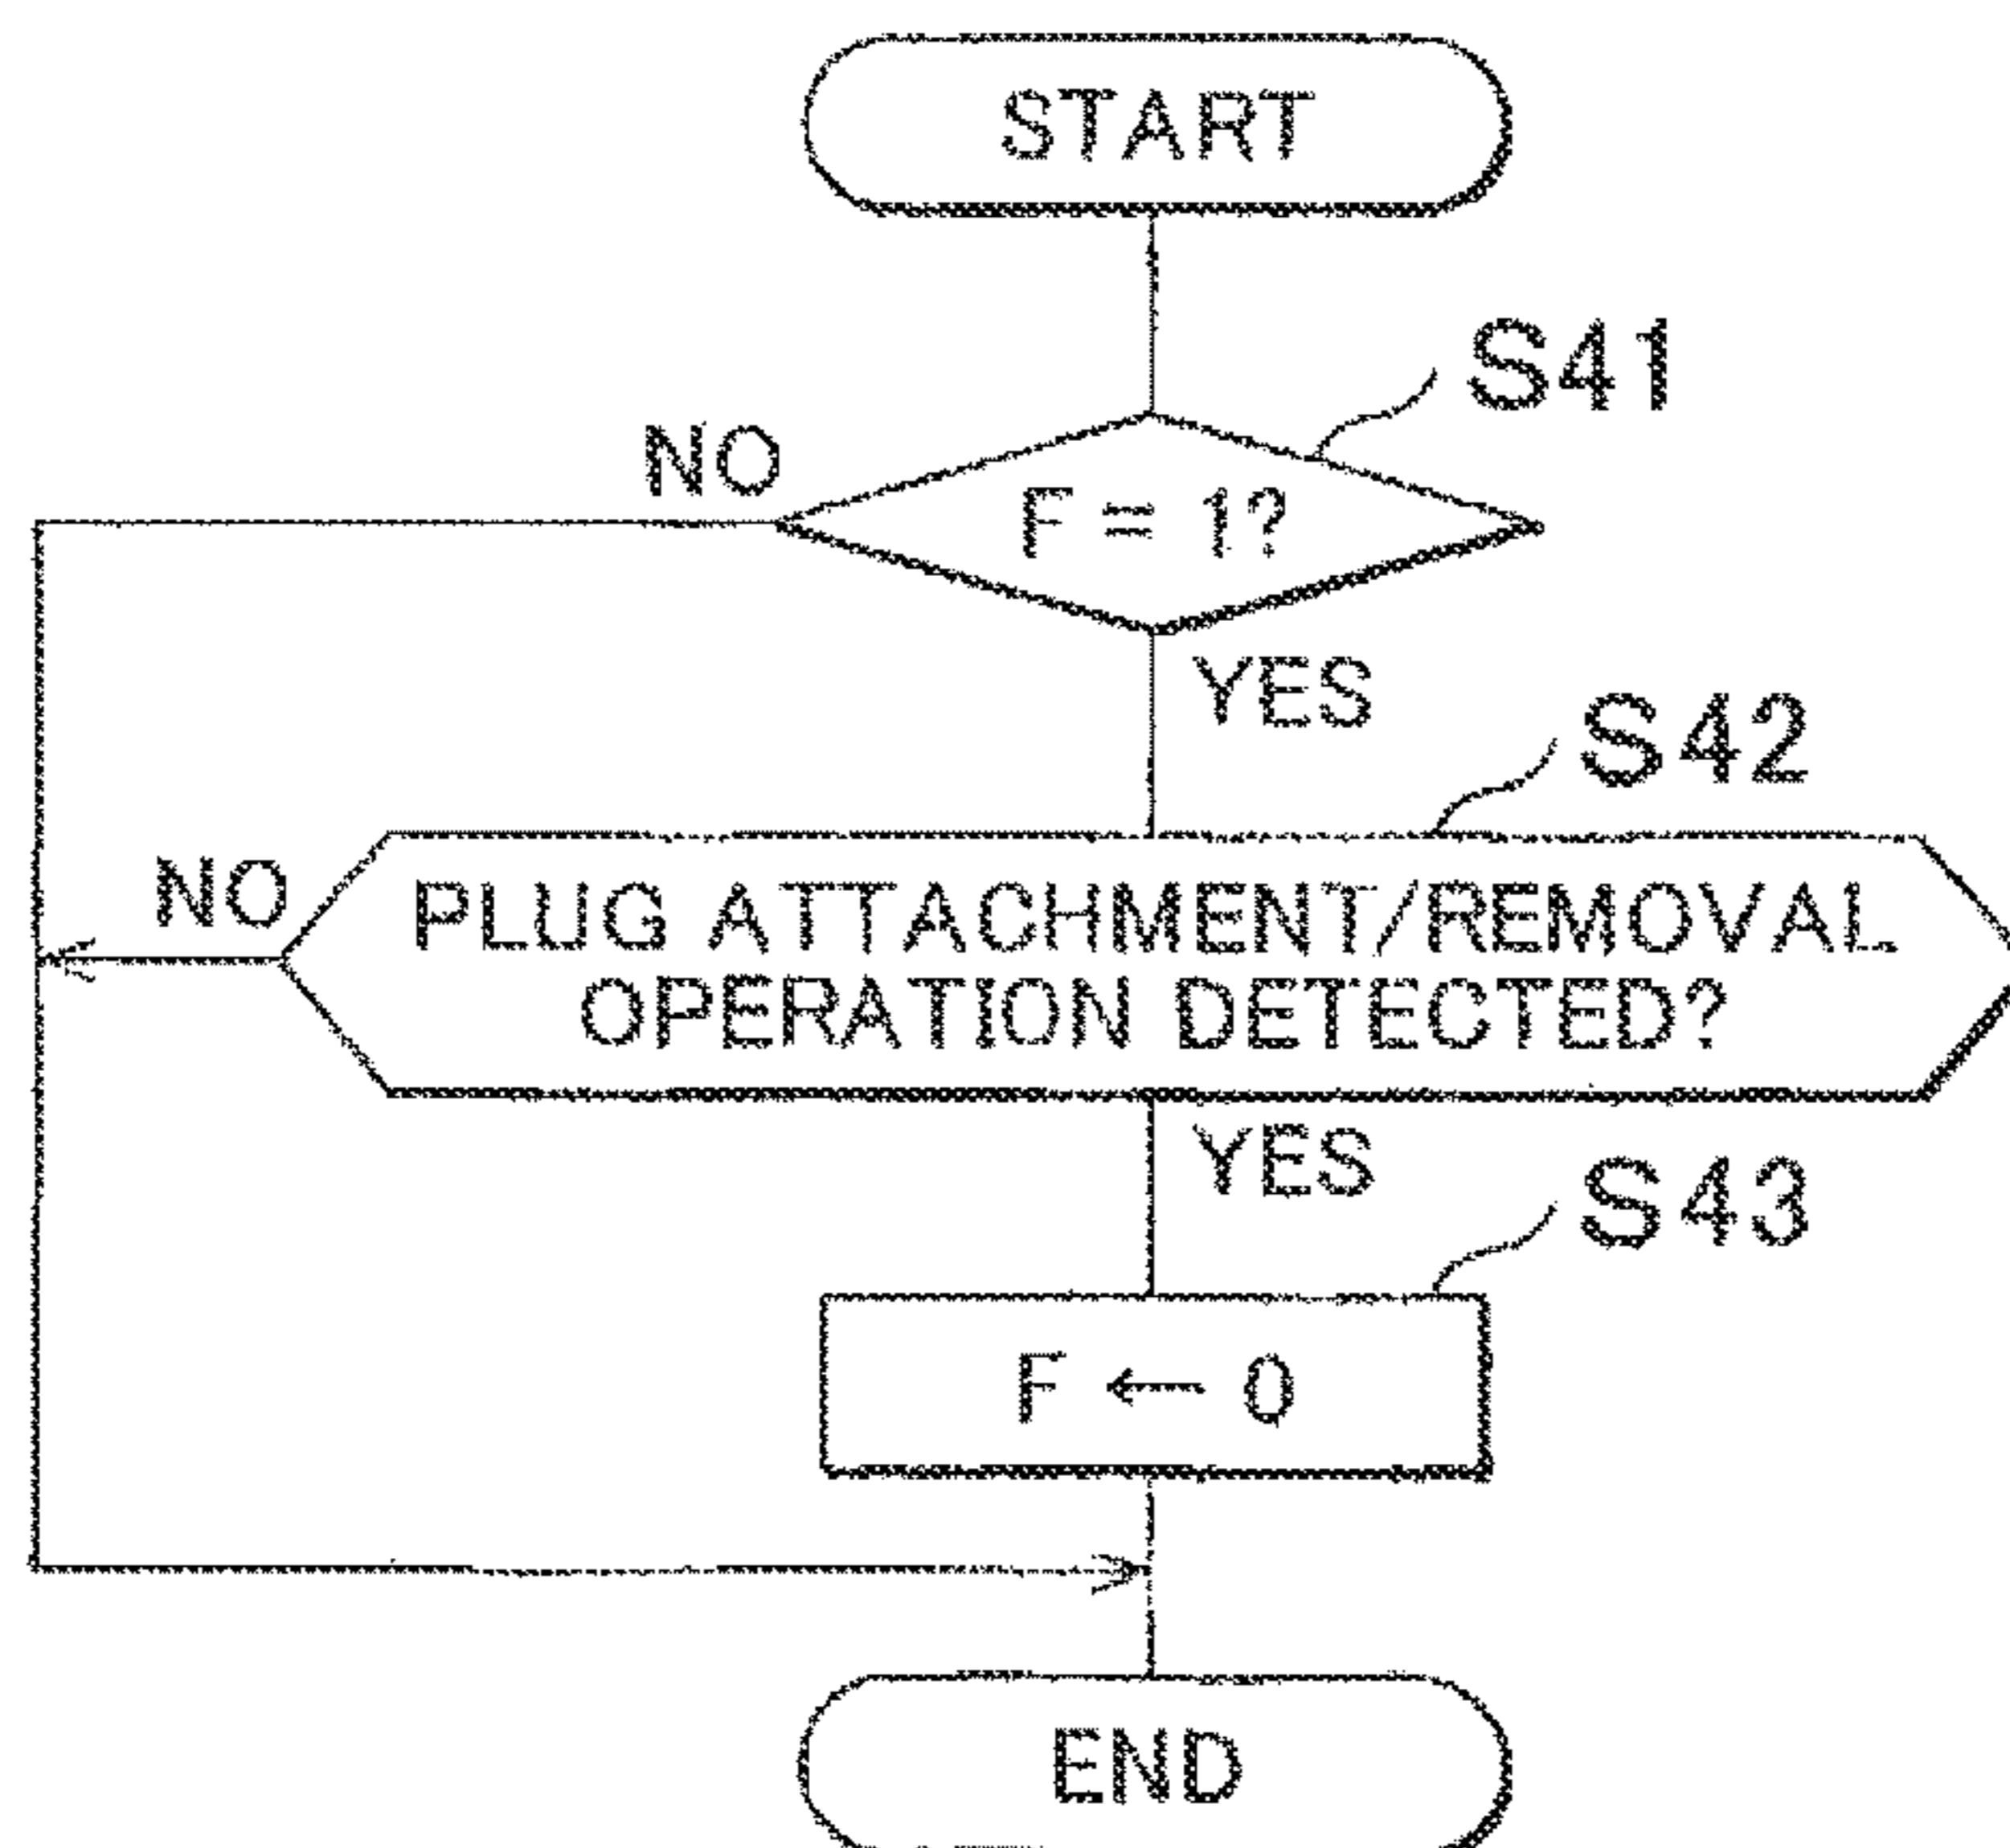 START
S41
NO
F = 1?
YES
S42
NO
PLUG ATTACHMENT/REMOVAL
OPERATION DETECTED?
YES
S43
F ← 0
END